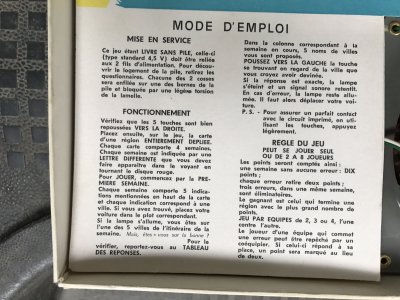 MODE D'EMPLOI
MISE EN SERVICE
Ce jeu étant LIVRE SANS PILE, celle-ci
(type standard 4,5 V) doit être reliée
aux 2 fils d'alimentation. Pour décou-
vrir le logement de la pile, retirez les
questionnaires. Chacune des 2 cosses
sera enfilée sur une des bornes de la
pile et bloquée par une légère torsion
de la lamelle.
FONCTIONNEMENT
Vérifiez que les 5 touches sont bien
repoussées VERS LA DROITE.
Placez ensuite, sur le jeu, la carte
d'une région ENTIEREMENT DEPLIEE.
Chaque carte comporte 4 semaines.
Chaque semaine est indiquée par une
LETTRE DIFFERENTE que vous devez
faire apparaître dans le voyant en
tournant le disque rouge.
Pour JOUER, commencez par la PRE-
MIERE SEMAINE.
Chaque semaine comporte 5 indica-
tions mentionnées en haut de la carte
et chaque indication correspond à une
ville. Si vous avez trouvé, placez votre
voiture dans le plot correspondant.
Si la lampe s'allume, vous êtes sur
l'une des 5 villes de l'itinéraire de la
semaine. Mais, êtes-vous sur la bonne ?
Pour le
vérifier, reportez-vous au TABLEAU
DES REPONSES.
Dans la colonne correspondant à la
semaine en cours, 5 noms de villes
vous sont proposés.
POUSSEZ VERS LA GAUCHE la touche
se trouvant en regard de la ville que
vous croyez avoir devinée.
Si la réponse est exacte, la lampe
s'éteint et un signal sonore retentit.
En cas d'erreur, la lampe reste allu-
mée. Il faut alors déplacer votre voi-
ture.
P. S. - Pour assurer un parfait contact
avec le circuit imprimé, en uti-
lisant les touches, appuyez
légèrement.
REGLE DU JEU
PEUT SE JOUER SEUL
OU DE 2 A 8 JOUEURS
Les points seront comptés ainsi :
une semaine sans aucune erreur : DIX
points ;
chaque erreur retire deux points ;
trois erreurs, dans une même semaine,
sont éliminatoires.
Le gagnant est celui qui termine une
région avec le plus grand nombre de
points.
JEU PAR EQUIPES de 2, 3 ou 4, l'une
contre l'autre.
Le joueur d'une équipe qui commet
une erreur peut être repêché par un
coéquipier. Si celui-ci répond à sa
place, un point sera marqué au lieu
de deux.